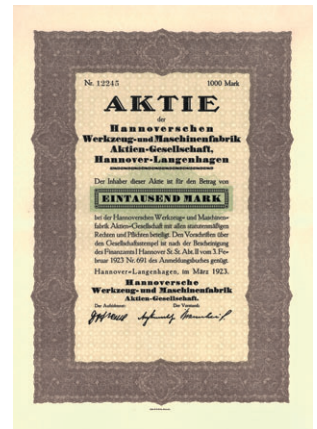 Nr. 12245 1000 Mark
AKTIE
der
Hannoverschen
Werkzeug- und Maschinenfabrik
Aktien-Gesellschaft,
Hannover-Langenhagen
Der Inhaber dieser Aktie ist für den Betrag von
EINTAUSEND MARK
bei der Hannoverschen Werkzeug- und Maschinen-
fabrik Aktien-Gesellschaft mit allen statutenmäßigen
Rechten und Pflichten beteiligt. Den Vorschriften über
den Gesellschaftsstempel ist nach der Bescheinigung
des Finanzamts I Hannover St. St. Abt. II vom 3. Fe-
bruar 1923 Nr. 691 des Anmeldungsbuches genügt.
Hannover-Langenhagen, im März 1923.
Hannoversche
Werkzeug- und Maschinenfabrik
Aktien-Gesellschaft.
Der Aufsichtsrat: Der Vorstand: